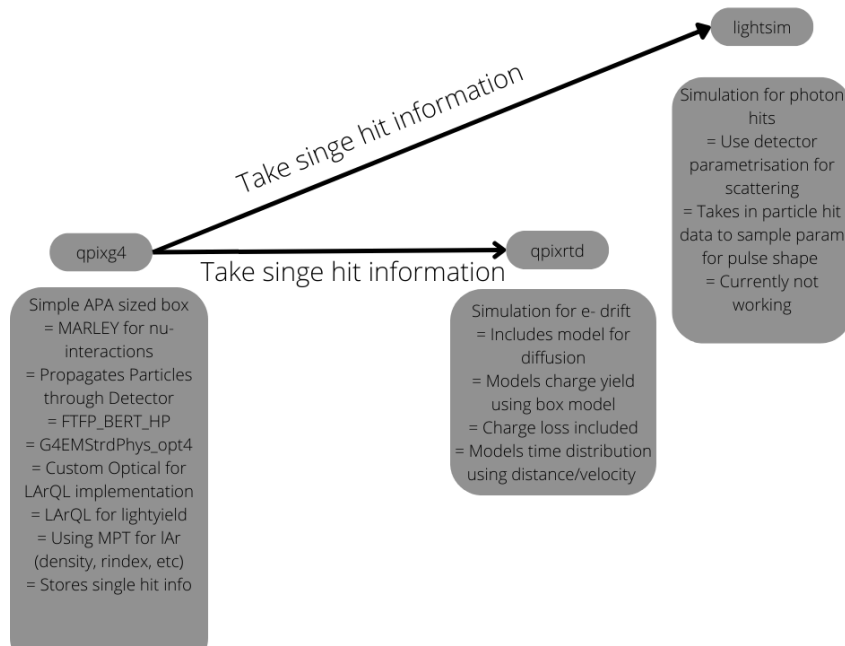 lightsim
Take singe hit information
Simulation for photon
hits
= Use detector
parametrisation for
scattering
= Takes in particle hit
data to sample param
for pulse shape
= Currently not
working
qpixg4
Take singe hit information
qpixrtd
Simple APA sized box
= MARLEY for nu-
interactions
= Propagates Particles
through Detector
= FTFP_BERT_HP
= G4EMStrdPhys_opt4
= Custom Optical for
LArQL implementation
= LArQL for lightyield
= Using MPT for lAr
(density, rindex, etc)
= Stores single hit info
Simulation for e- drift
= Includes model for
diffusion
= Models charge yield
using box model
= Charge loss included
= Models time distribution
using distance/velocity